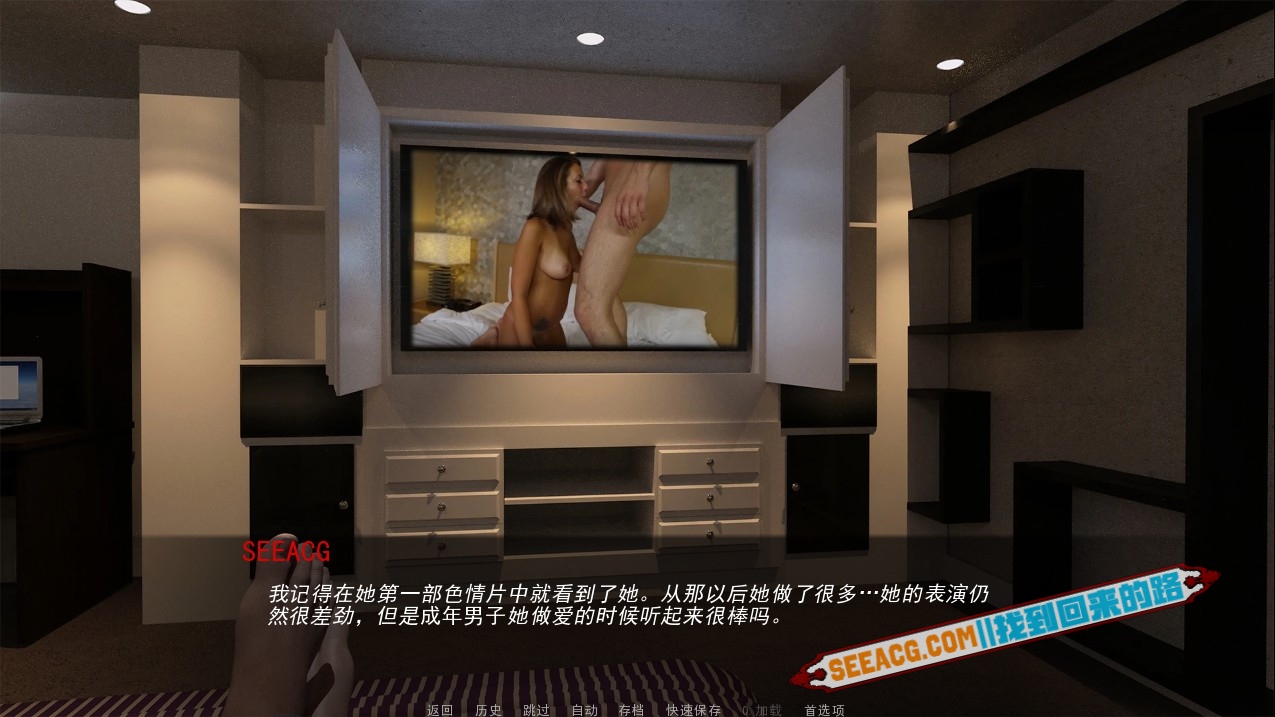 SEEACG
我记得在她第一部色情片中就看到了她。从那以后她做了很多…她的表演仍
然很差劲，但是成年男子她做爱的时候听起来很棒吗。
SEEACG.COM||找到回来的路
返回 历史 跳过 自动 存档 快速保存 Q.加载 首选项